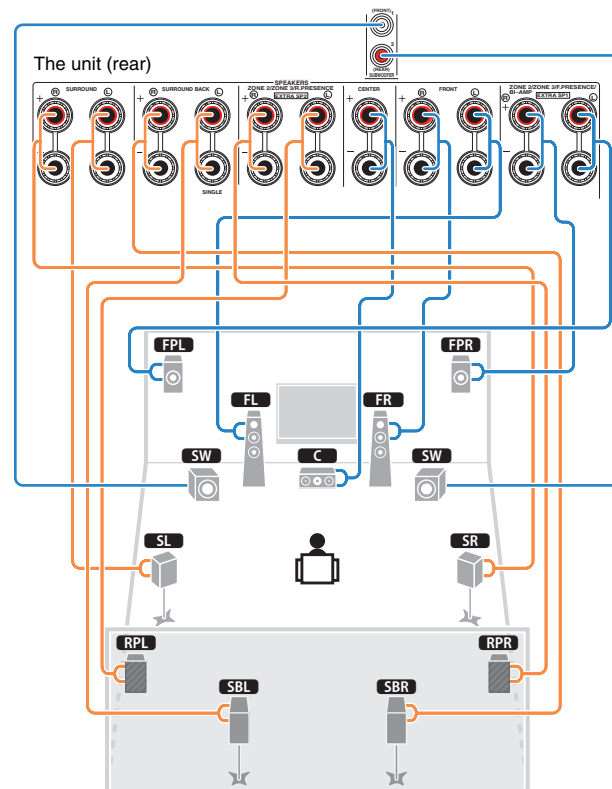 (FRONT)
1
2
(REAR)
SUBWOOFER
The unit (rear)
SPEAKERS
SURROUND
SURROUND BACK
ZONE 2/ZONE 3/R.PRESENCE
EXTRA SP2
CENTER
FRONT
ZONE 2/ZONE 3/F.PRESENCE/
BI-AMP
EXTRA SP1
R L R L R L R L R L
+ + + + + +
- - - - - -
SINGLE
FPL FPR
FL FR
SW C SW
SL SR
RPL RPR
SBL SBR